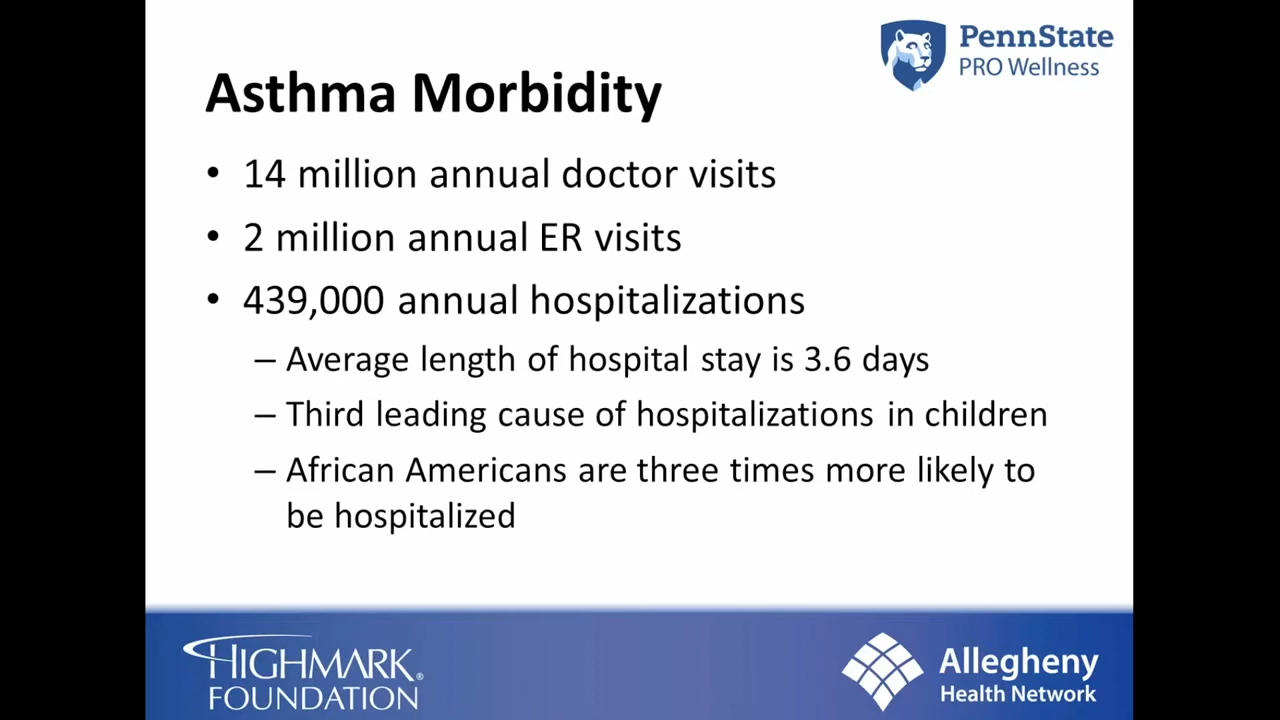 PennState
PRO Wellness
Asthma Morbidity
• 14 million annual doctor visits
• 2 million annual ER visits
• 439,000 annual hospitalizations
– Average length of hospital stay is 3.6 days
– Third leading cause of hospitalizations in children
– African Americans are three times more likely to
be hospitalized
HIGHMARK®
FOUNDATION
Allegheny
Health Network